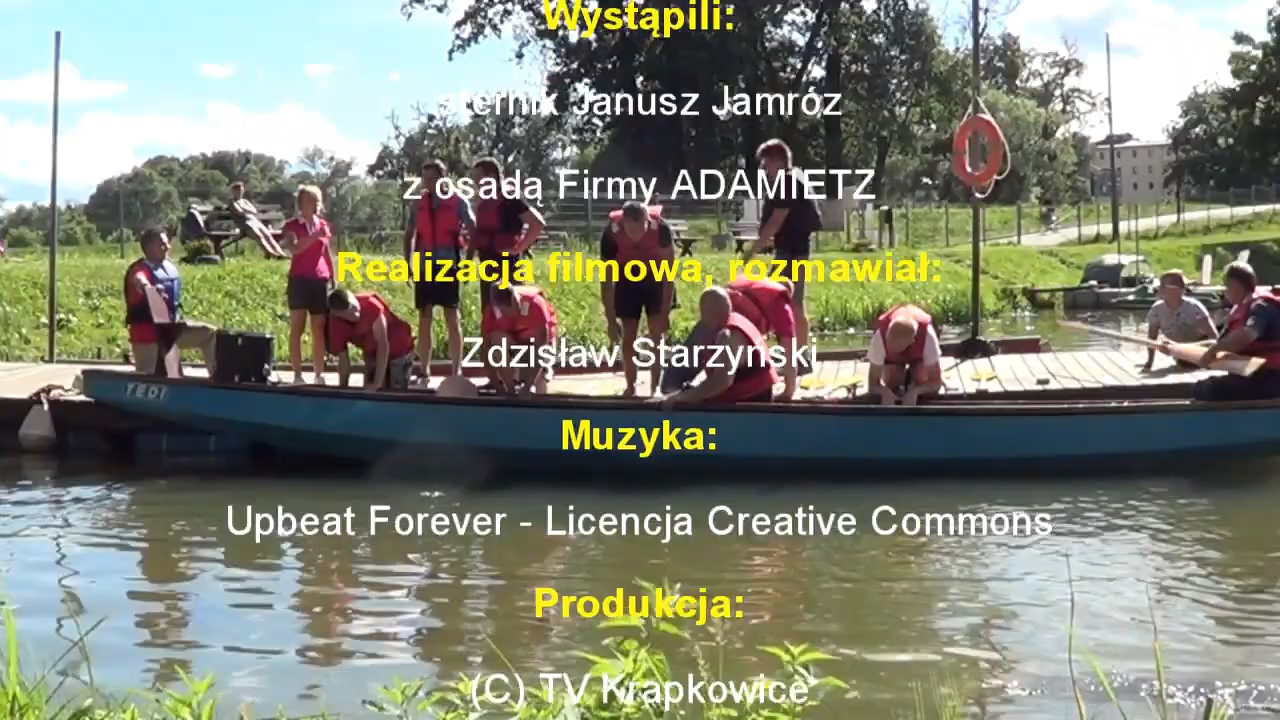 Wystąpili:
sternik Janusz Jamróz
z osadą Firmy ADAMIETZ
Realizacja filmowa, rozmawiał:
Zdzisław Starzyński
Muzyka:
Upbeat Forever - Licencja Creative Commons
Produkcja:
(C) TV Krapkowice